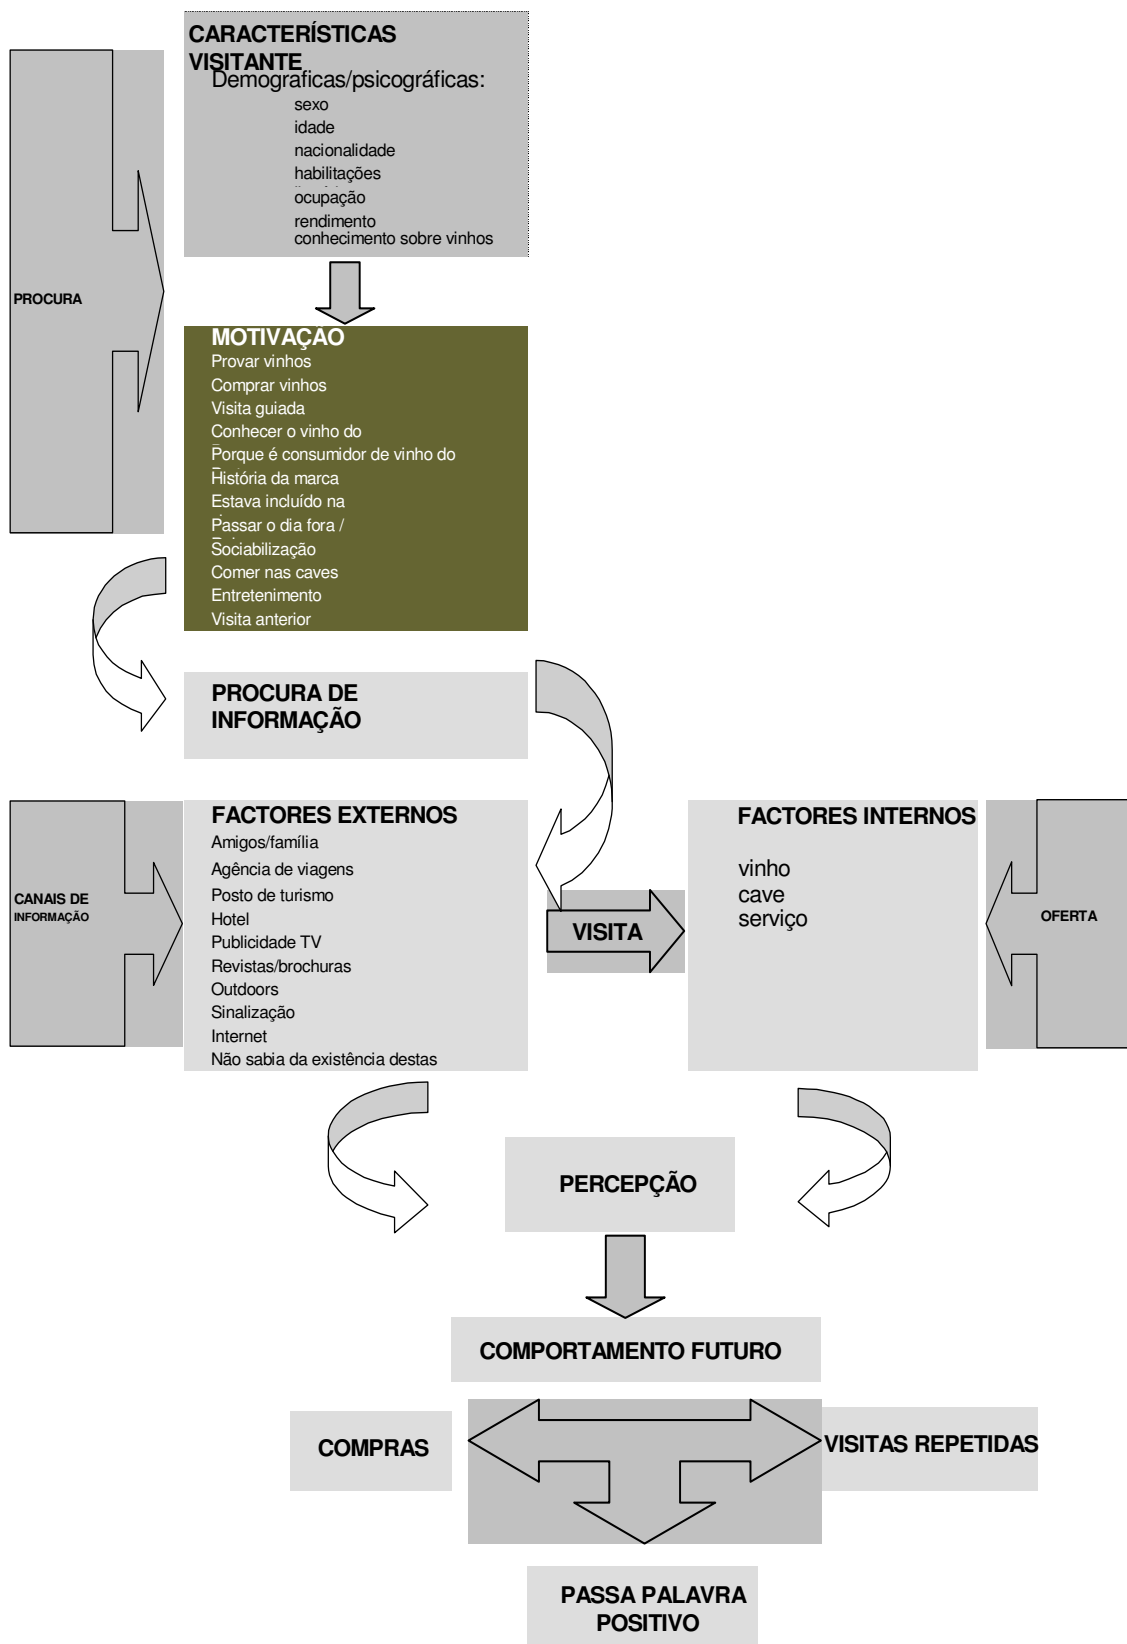 CARACTERÍSTICAS
VISITANTE
Demograficas/psicográficas:
sexo
idade
nacionalidade
habilitações
ocupação
rendimento
conhecimento sobre vinhos
PROCURA
MOTIVAÇÃO
Provar vinhos
Comprar vinhos
Visita guiada
Conhecer o vinho do
Porque é consumidor de vinho do
História da marca
Estava incluído na
Passar o dia fora /
Sociabilização
Comer nas caves
Entretenimento
Visita anterior
PROCURA DE
INFORMAÇÃO
CANAIS DE
INFORMAÇÃO
FACTORES EXTERNOS
Amigos/família
Agência de viagens
Posto de turismo
Hotel
Publicidade TV
Revistas/brochuras
Outdoors
Sinalização
Internet
Não sabia da existência destas
VISITA
FACTORES INTERNOS
vinho
cave
serviço
OFERTA
PERCEPÇÃO
COMPORTAMENTO FUTURO
COMPRAS
VISITAS REPETIDAS
PASSA PALAVRA
POSITIVO